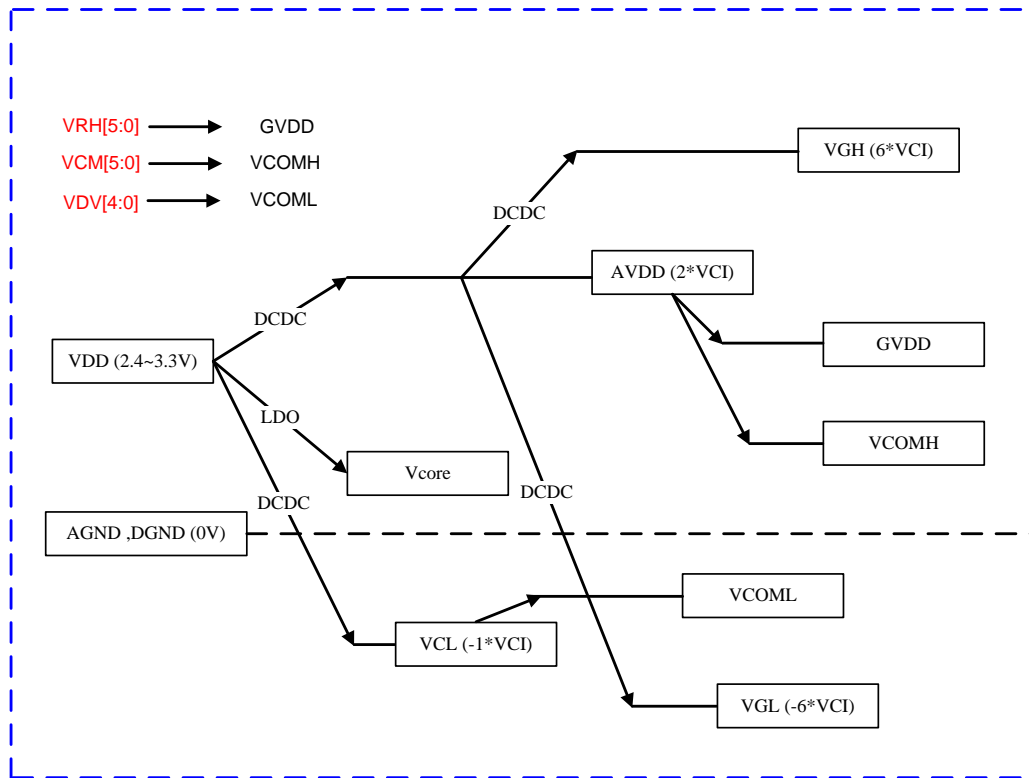 VRH[5:0] GVDD
VCM[5:0] VCOMH
VDV[4:0] VCOML
VGH (6*VCI)
DCDC
AVDD (2*VCI)
DCDC
GVDD
VDD (2.4~3.3V)
LDO
VCOMH
Vcore
DCDC
DCDC
AGND ,DGND (0V)
VCOML
VCL (-1*VCI)
VGL (-6*VCI)